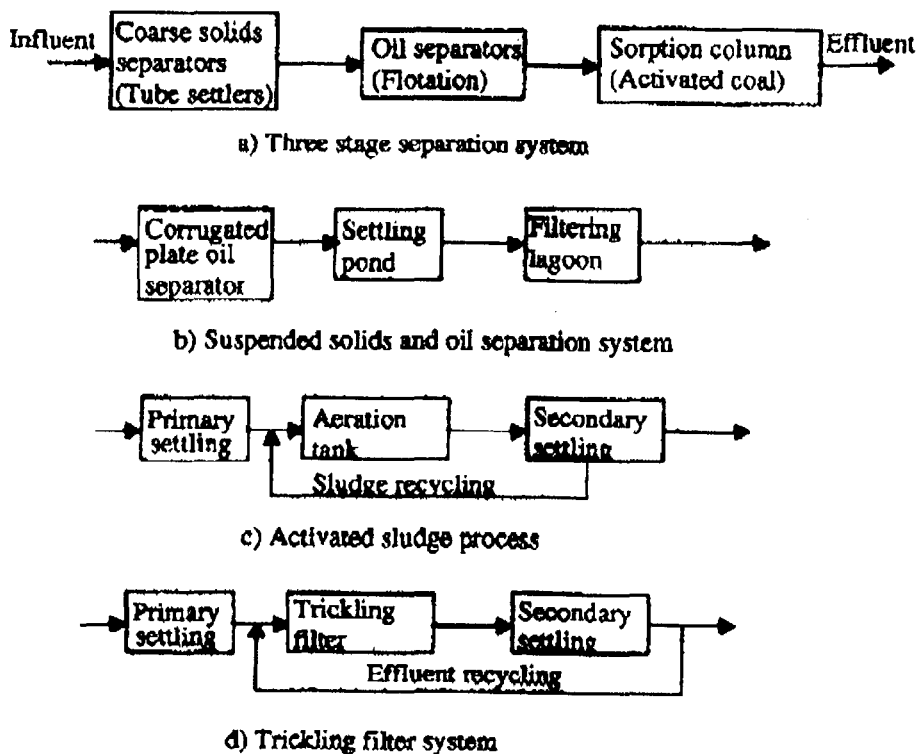 Influent
Coarse solids
separators
(Tube settlers)
Oil separators
(Flotation)
Sorption column
(Activated coal)
Effluent
a) Three stage separation system
Corrugated
plate oil
separator
Settling
pond
Filtering
lagoon
b) Suspended solids and oil separation system
Primary
settling
Aeration
tank
Secondary
settling
Sludge recycling
c) Activated sludge process
Primary
settling
Trickling
filter
Secondary
settling
Effluent recycling
d) Trickling filter system